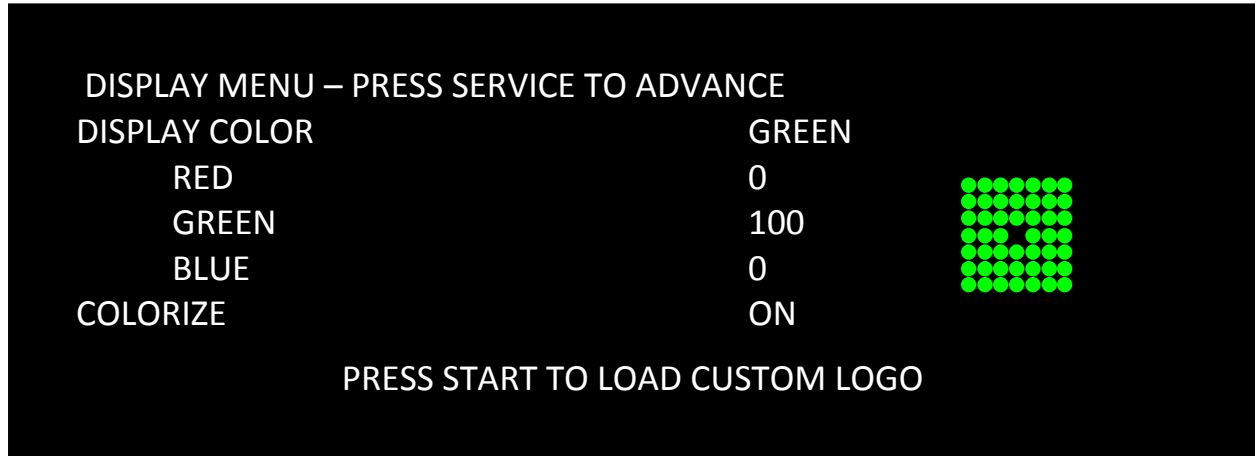 DISPLAY MENU – PRESS SERVICE TO ADVANCE
DISPLAY COLOR GREEN
RED 0
GREEN 100
BLUE 0
COLORIZE ON
PRESS START TO LOAD CUSTOM LOGO